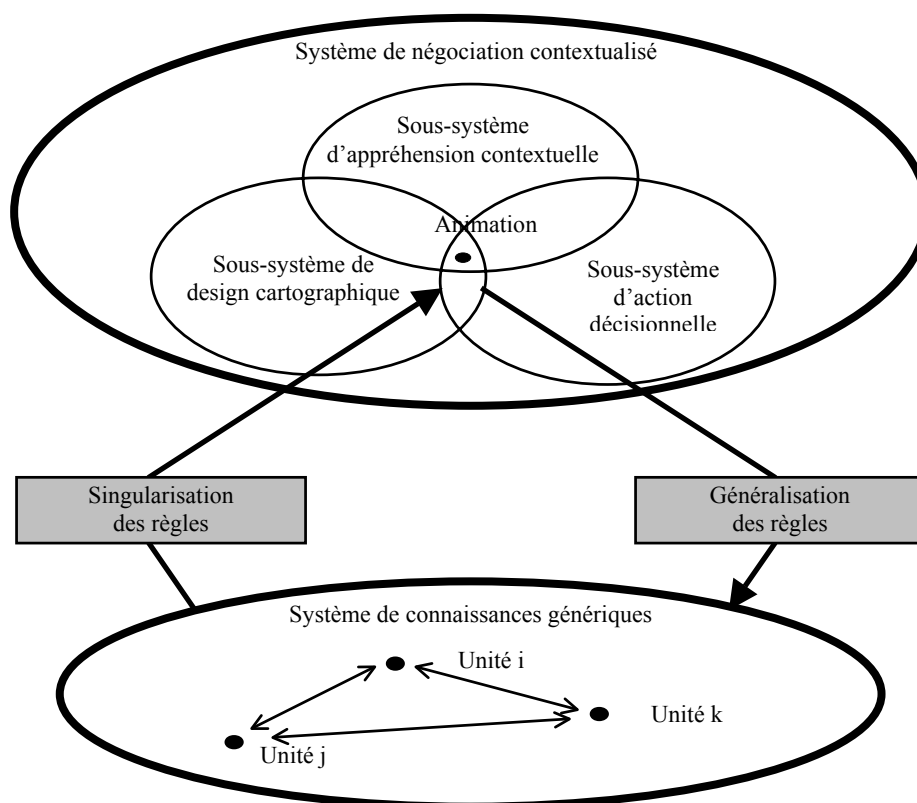 Système de négociation contextualisé
Sous-système
d'appréhension contextuelle
Animation
Sous-système de
design cartographique
Sous-système
d'action
décisionnelle
Singularisation
des règles
Généralisation
des règles
Système de connaissances génériques
Unité i
Unité k
Unité j